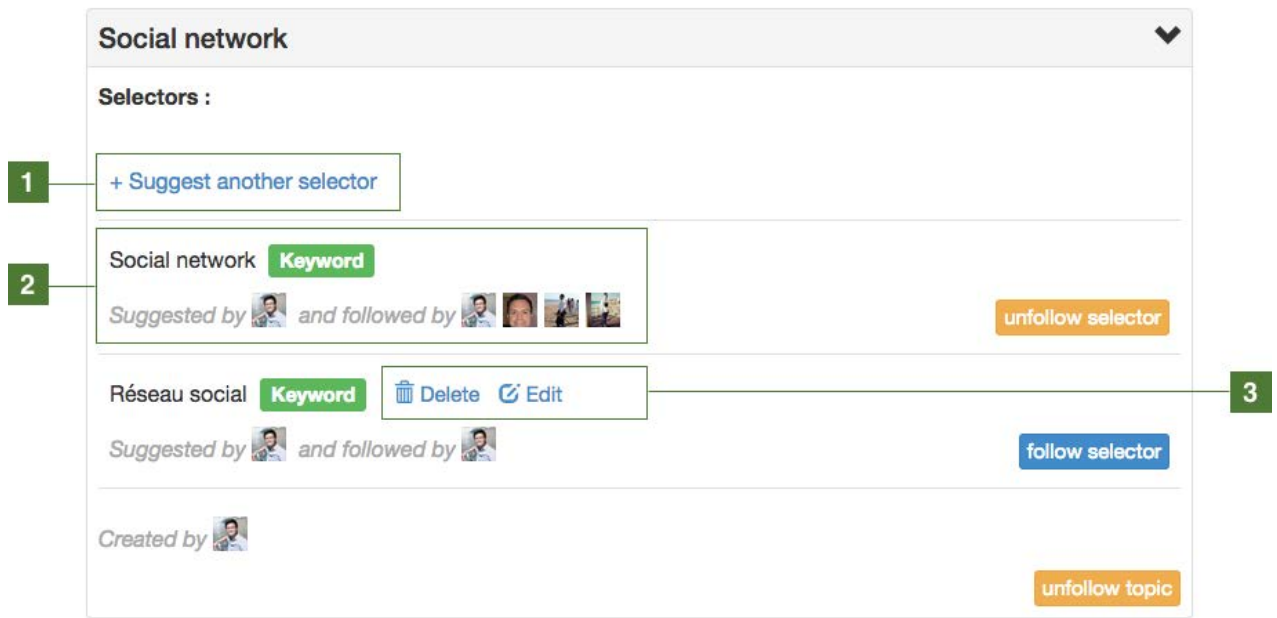 Social network
Selectors :
1
+ Suggest another selector
2
Social network Keyword
Suggested by and followed by
unfollow selector
Réseau social Keyword Delete Edit
3
Suggested by and followed by
follow selector
Created by
unfollow topic